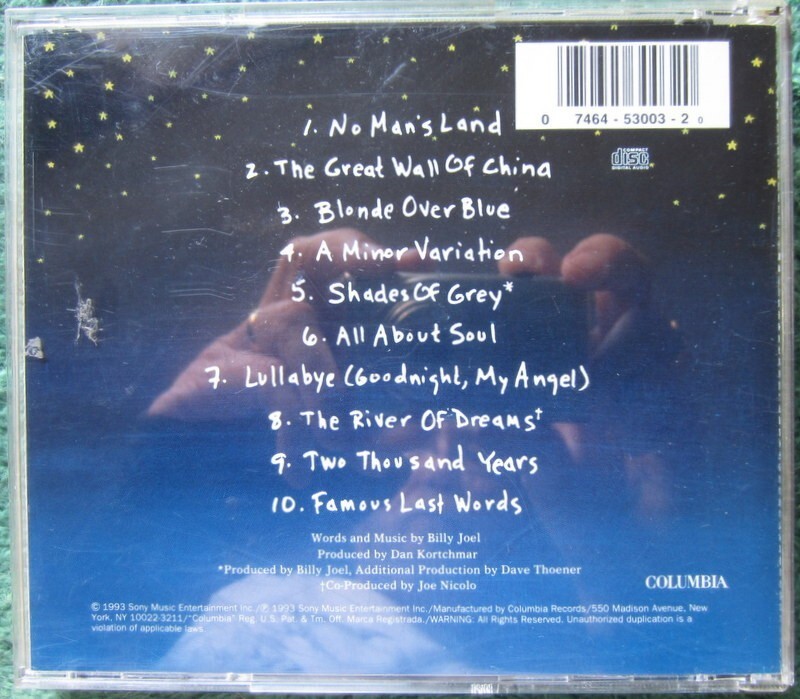 0 7464 - 53003 - 2 0
COMPACT
disc
DIGITAL AUDIO
1. No Man's Land
2. The Great Wall Of China
3. Blonde Over Blue
4. A Minor Variation
5. Shades Of Grey*
6. All About Soul
7. Lullabye (Goodnight, My Angel)
8. The River Of Dreams†
9. Two Thousand Years
10. Famous Last Words
Words and Music by Billy Joel
Produced by Dan Kortchmar
*Produced by Billy Joel, Additional Production by Dave Thoener
†Co-Produced by Joe Nicolo
COLUMBIA
© 1993 Sony Music Entertainment Inc./℗ 1993 Sony Music Entertainment Inc./Manufactured by Columbia Records/550 Madison Avenue, New
York, NY 10022-3211/"Columbia" Reg. U.S. Pat. & Tm. Off. Marca Registrada./WARNING: All Rights Reserved. Unauthorized duplication is a
violation of applicable laws.